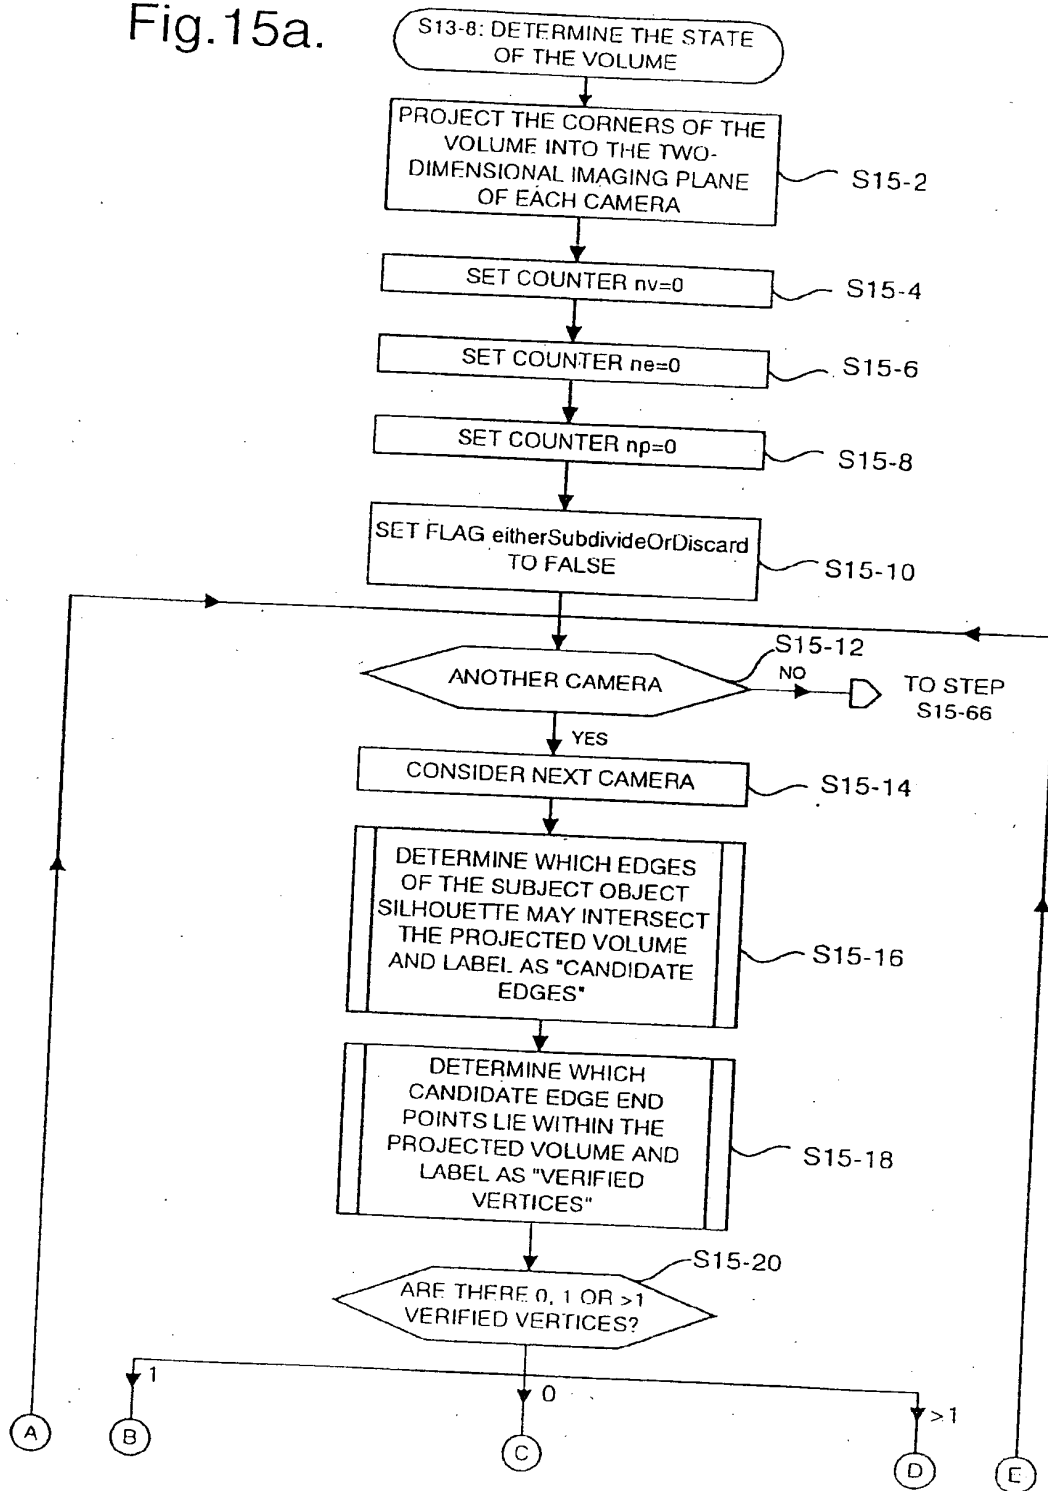 Fig.15a.
S13-8: DETERMINE THE STATE
OF THE VOLUME
PROJECT THE CORNERS OF THE
VOLUME INTO THE TWO-
DIMENSIONAL IMAGING PLANE
OF EACH CAMERA
S15-2
SET COUNTER nv=0
S15-4
SET COUNTER ne=0
S15-6
SET COUNTER np=0
S15-8
SET FLAG eitherSubdivideOrDiscard
TO FALSE
S15-10
S15-12
ANOTHER CAMERA
NO
TO STEP
S15-66
YES
CONSIDER NEXT CAMERA
S15-14
DETERMINE WHICH EDGES
OF THE SUBJECT OBJECT
SILHOUETTE MAY INTERSECT
THE PROJECTED VOLUME
AND LABEL AS "CANDIDATE
EDGES"
S15-16
DETERMINE WHICH
CANDIDATE EDGE END
POINTS LIE WITHIN THE
PROJECTED VOLUME AND
LABEL AS "VERIFIED
VERTICES"
S15-18
S15-20
ARE THERE 0, 1 OR >1
VERIFIED VERTICES?
1
0
>1
A
B
C
D
E